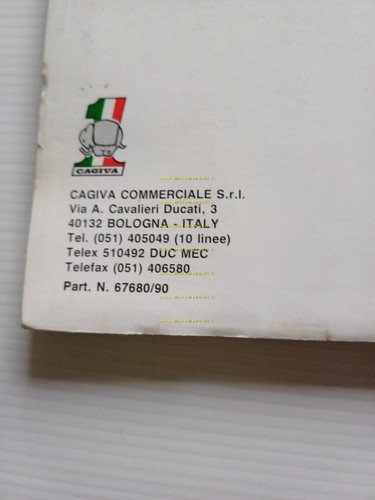 1
CAGIVA
CAGIVA COMMERCIALE S.r.l.
Via A. Cavalieri Ducati, 3
40132 BOLOGNA - ITALY
Tel. (051) 405049 (10 linee)
Telex 510492 DUC MEC
Telefax (051) 406580
Part. N. 67680/90